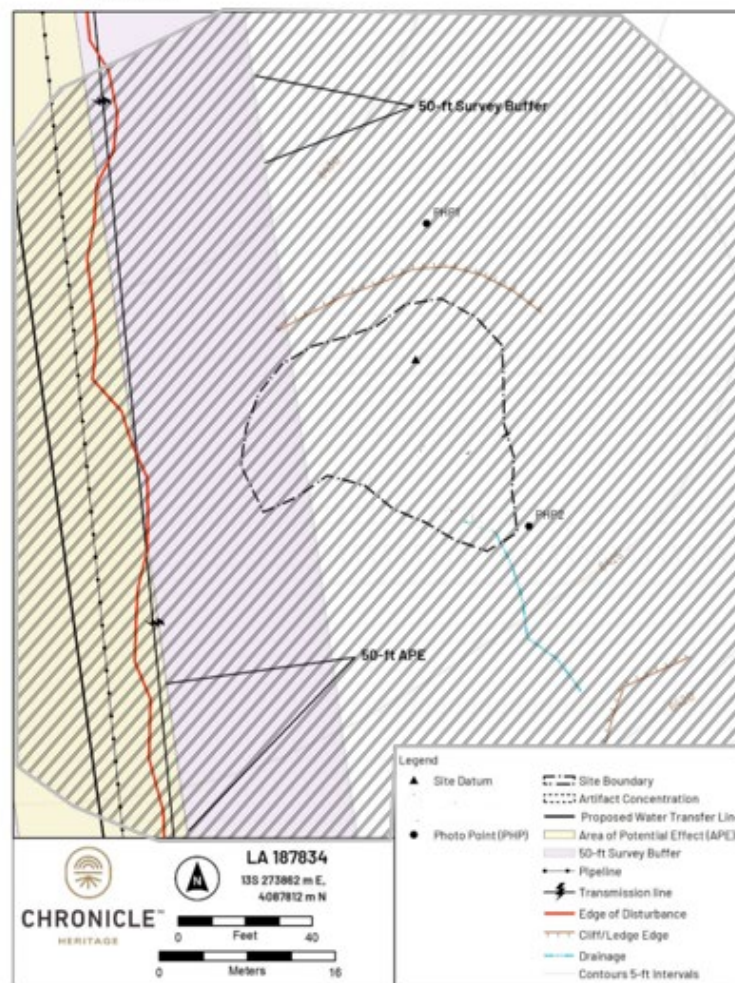 50-ft Survey Buffer
PHP1
PHP2
50-ft APE
Legend
Site Datum
Photo Point (PHP)
Site Boundary
Artifact Concentration
Proposed Water Transfer Line
Area of Potential Effect (APE)
50-ft Survey Buffer
Pipeline
Transmission line
Edge of Disturbance
Cliff/Ledge Edge
Drainage
Contours 5-ft Intervals
N
LA 187834
13S 273862 m E,
4087812 m N
CHRONICLE™
HERITAGE
0 Feet 40
0 Meters 16